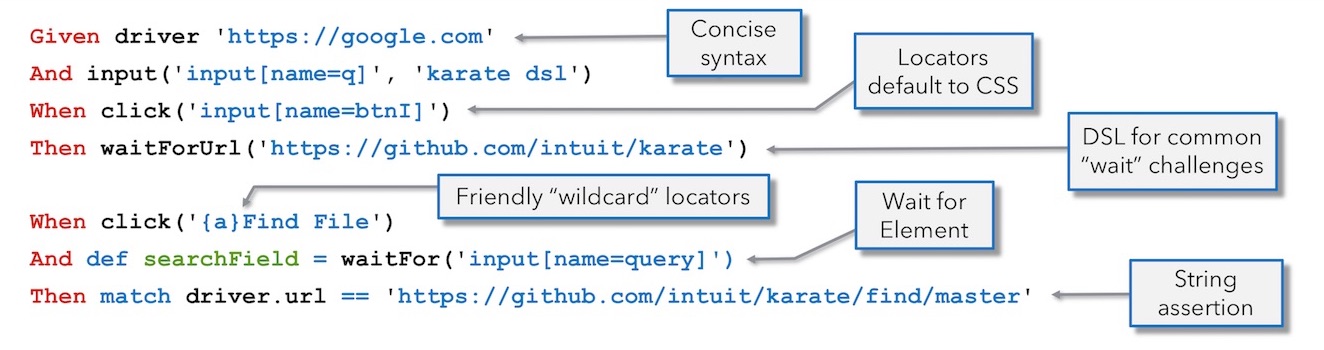 Given driver 'https://google.com'
Concise
syntax
And input('input[name=q]', 'karate dsl')
Locators
default to CSS
When click('input[name=btnI]')
Then waitForUrl('https://github.com/intuit/karate')
DSL for common
“wait” challenges
Friendly “wildcard” locators
When click('{a}Find File')
Wait for
Element
And def searchField = waitFor('input[name=query]')
Then match driver.url == 'https://github.com/intuit/karate/find/master'
String
assertion